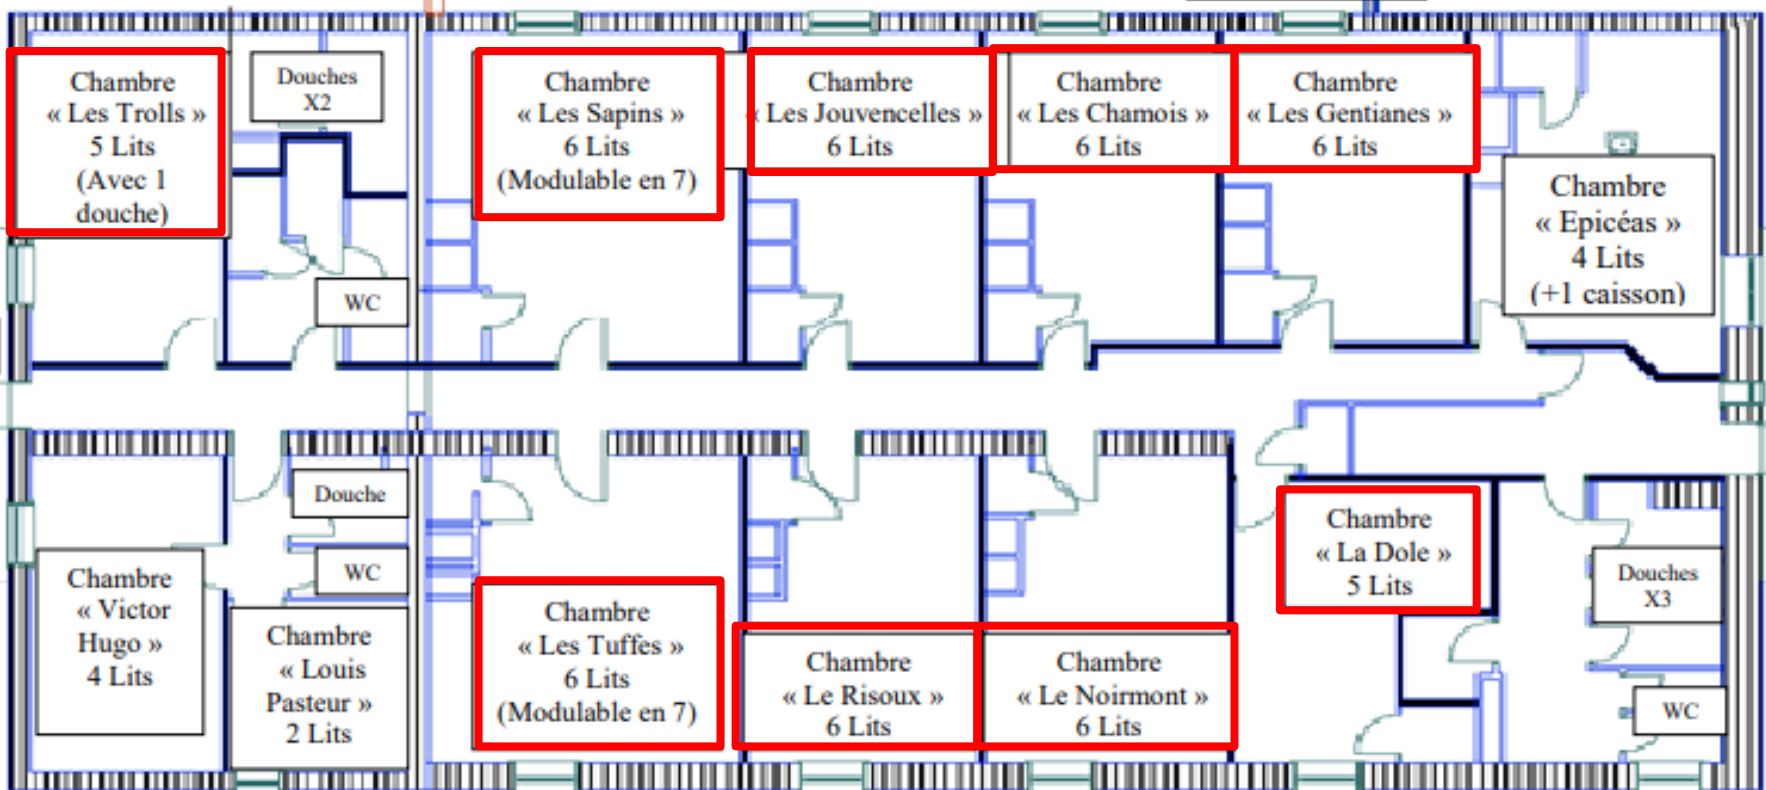 Chambre
« Les Trolls »
5 Lits
(Avec 1
douche)
Douches
X2
WC
Chambre
« Les Sapins »
6 Lits
(Modulable en 7)
Chambre
« Les Jouvencelles »
6 Lits
Chambre
« Les Chamois »
6 Lits
Chambre
« Les Gentianes »
6 Lits
Chambre
« Epicéas »
4 Lits
(+1 caisson)
Chambre
« Victor
Hugo »
4 Lits
Douche
WC
Chambre
« Louis
Pasteur »
2 Lits
Chambre
« Les Tuffes »
6 Lits
(Modulable en 7)
Chambre
« Le Risoux »
6 Lits
Chambre
« Le Noirmont »
6 Lits
Chambre
« La Dole »
5 Lits
Douches
X3
WC